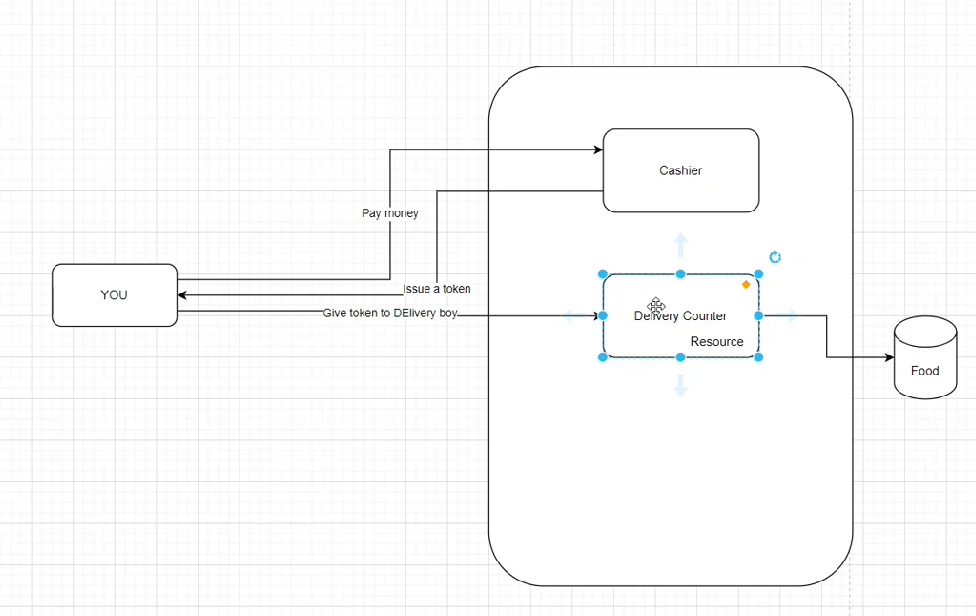 Cashier
Pay money
Issue a token
YOU
Give token to DElivery boy
Delivery Counter
Resource
Food